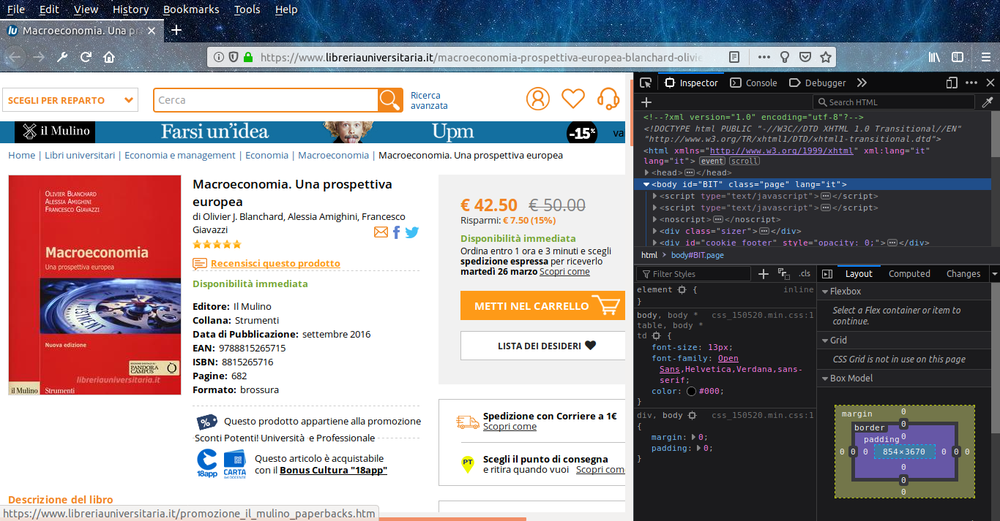 File Edit View History Bookmarks Tools Help
lu Macroeconomia. Una pr
https://www.libreriauniversitaria.it/macroeconomia-prospettiva-europea-blanchard-olivie
SCEGLI PER REPARTO
Cerca
Ricerca
avanzata
il Mulino Farsi un'idea Upm -15% va
Home | Libri universitari | Economia e management | Economia | Macroeconomia | Macroeconomia. Una prospettiva europea
OLIVIER BLANCHARD
ALESSIA AMIGHINI
FRANCESCO GIAVAZZI
Macroeconomia
Una prospettiva europea
INVESTMENT
Nuova edizione
PANDORA
CAMPUS
libreriauniversitaria.it
il Mulino Strumenti
Macroeconomia. Una prospettiva
europea
di Olivier J. Blanchard, Alessia Amighini, Francesco
Giavazzi
Recensisci questo prodotto
Disponibilità immediata
Editore: Il Mulino
Collana: Strumenti
Data di Pubblicazione: settembre 2016
EAN: 9788815265715
ISBN: 8815265716
Pagine: 682
Formato: brossura
% Questo prodotto appartiene alla promozione
Sconti Potenti! Università e Professionale
18app CARTA del DOCENTE
Questo articolo è acquistabile
con il Bonus Cultura "18app"
Descrizione del libro
https://www.libreriauniversitaria.it/promozione_il_mulino_paperbacks.htm
€ 42.50 € 50.00
Risparmi: € 7.50 (15%)
Disponibilità immediata
Ordina entro 1 ora e 3 minuti e scegli
spedizione espressa per riceverlo
martedì 26 marzo Scopri come
METTI NEL CARRELLO
LISTA DEI DESIDERI
Spedizione con Corriere a 1€
Scopri come
PT
Scegli il punto di consegna
e ritira quando vuoi Scopri com
Inspector Console Debugger
Search HTML
<!--?xml version="1.0" encoding="utf-8"?-->
<!DOCTYPE html PUBLIC "-//W3C//DTD XHTML 1.0 Transitional//EN"
"http://www.w3.org/TR/xhtml1/DTD/xhtml1-transitional.dtd">
<html xmlns="http://www.w3.org/1999/xhtml" xml:lang="it"
lang="it"> event scroll
<head>…</head>
<body id="BIT" class="page" lang="it">
<script type="text/javascript">…</script>
<script type="text/javascript">…</script>
<noscript>…</noscript>
<div class="sizer">…</div>
<div id="cookie_footer" style="opacity: 0;">…</div>
html > body#BIT.page
Filter Styles + .cls
element { inline
}
body, body * css_150520.min.css:1
table, body *
td {
font-size: 13px;
font-family: Open
Sans,Helvetica,Verdana,sans-
serif;
color: #000;
}
div, body css_150520.min.css:1
{
margin: 0;
padding: 0;
}
Layout Computed Changes
Flexbox
Select a Flex container or item to
continue.
Grid
CSS Grid is not in use on this page
Box Model
margin 0
border 0
padding 0
0 0 0 854×3670 0 0 0
0
0
0